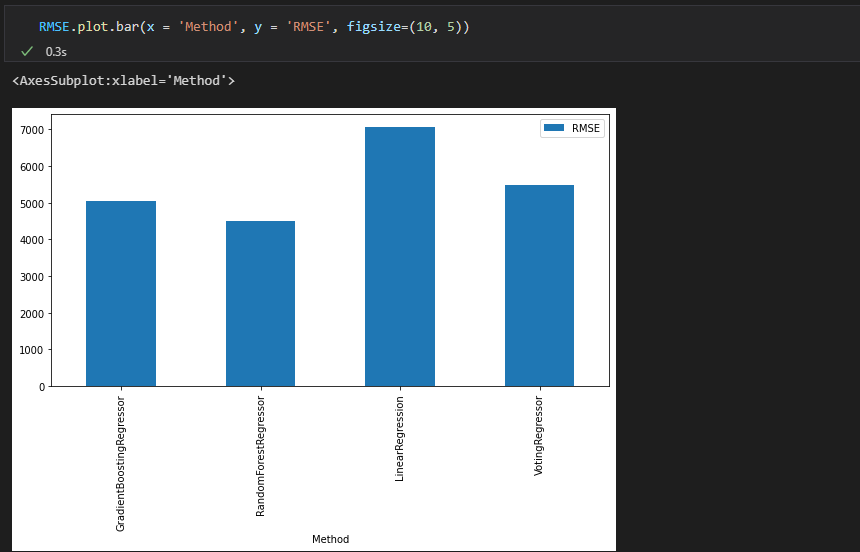 RMSE.plot.bar(x = 'Method', y = 'RMSE', figsize=(10, 5))
0.3s
<AxesSubplot:xlabel='Method'>
RMSE
7000
6000
5000
4000
3000
2000
1000
0
GradientBoostingRegressor
RandomForestRegressor
LinearRegression
VotingRegressor
Method